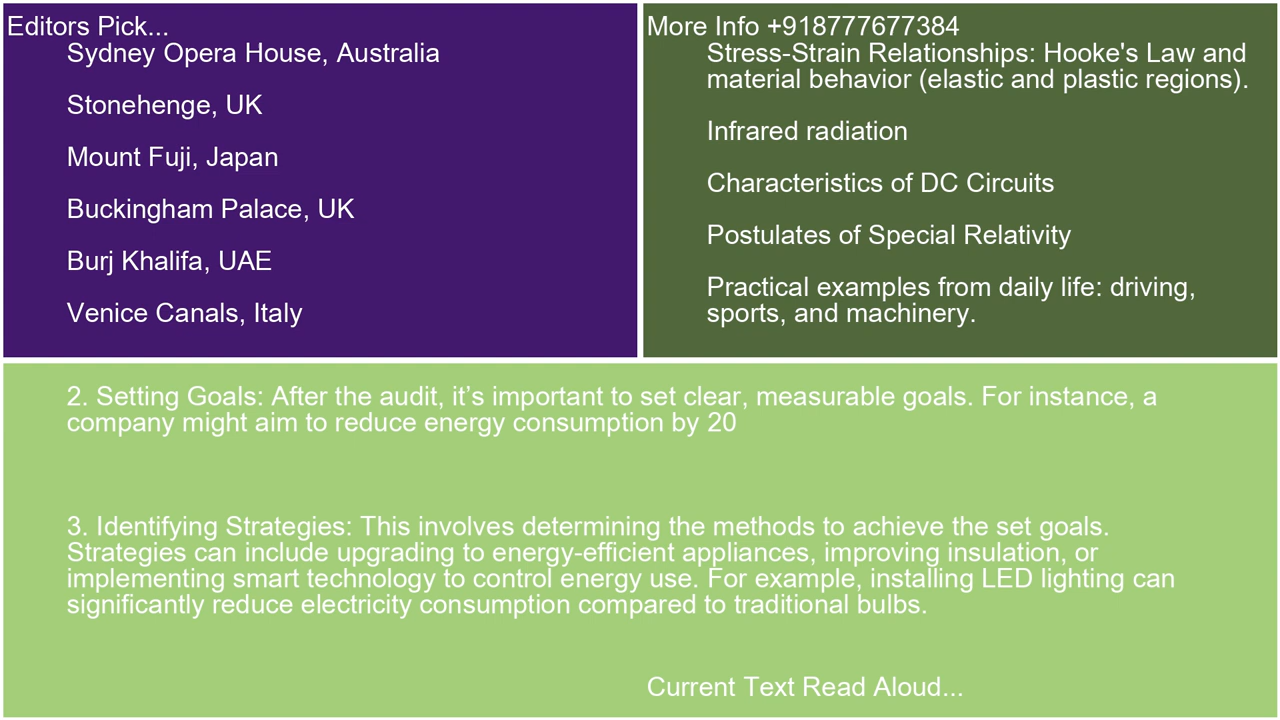 Editors Pick...
Sydney Opera House, Australia
Stonehenge, UK
Mount Fuji, Japan
Buckingham Palace, UK
Burj Khalifa, UAE
Venice Canals, Italy
More Info +918777677384
Stress-Strain Relationships: Hooke's Law and
material behavior (elastic and plastic regions).
Infrared radiation
Characteristics of DC Circuits
Postulates of Special Relativity
Practical examples from daily life: driving,
sports, and machinery.
2. Setting Goals: After the audit, it’s important to set clear, measurable goals. For instance, a
company might aim to reduce energy consumption by 20
3. Identifying Strategies: This involves determining the methods to achieve the set goals.
Strategies can include upgrading to energy-efficient appliances, improving insulation, or
implementing smart technology to control energy use. For example, installing LED lighting can
significantly reduce electricity consumption compared to traditional bulbs.
Current Text Read Aloud...